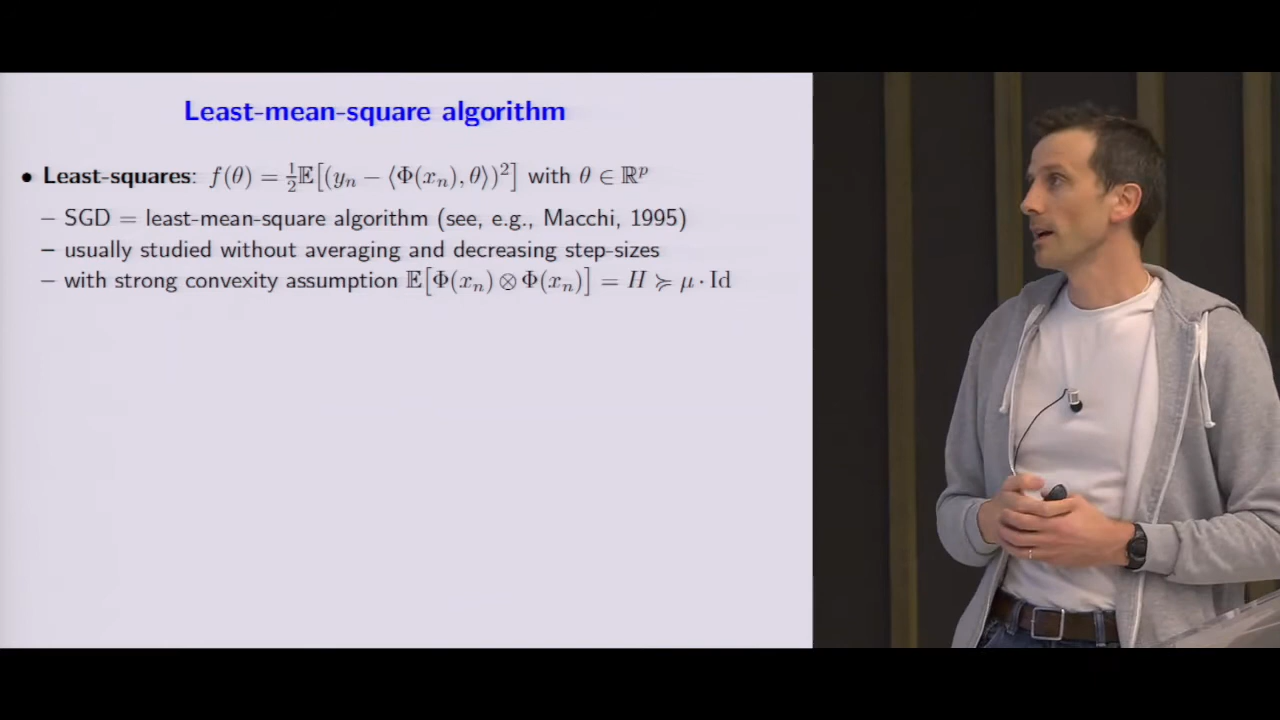 Least-mean-square algorithm
• Least-squares: f(θ) = ½𝔼[(yₙ − ⟨Φ(xₙ), θ⟩)²] with θ ∈ ℝᵖ
– SGD = least-mean-square algorithm (see, e.g., Macchi, 1995)
– usually studied without averaging and decreasing step-sizes
– with strong convexity assumption 𝔼[Φ(xₙ) ⊗ Φ(xₙ)] = H ≽ μ · Id